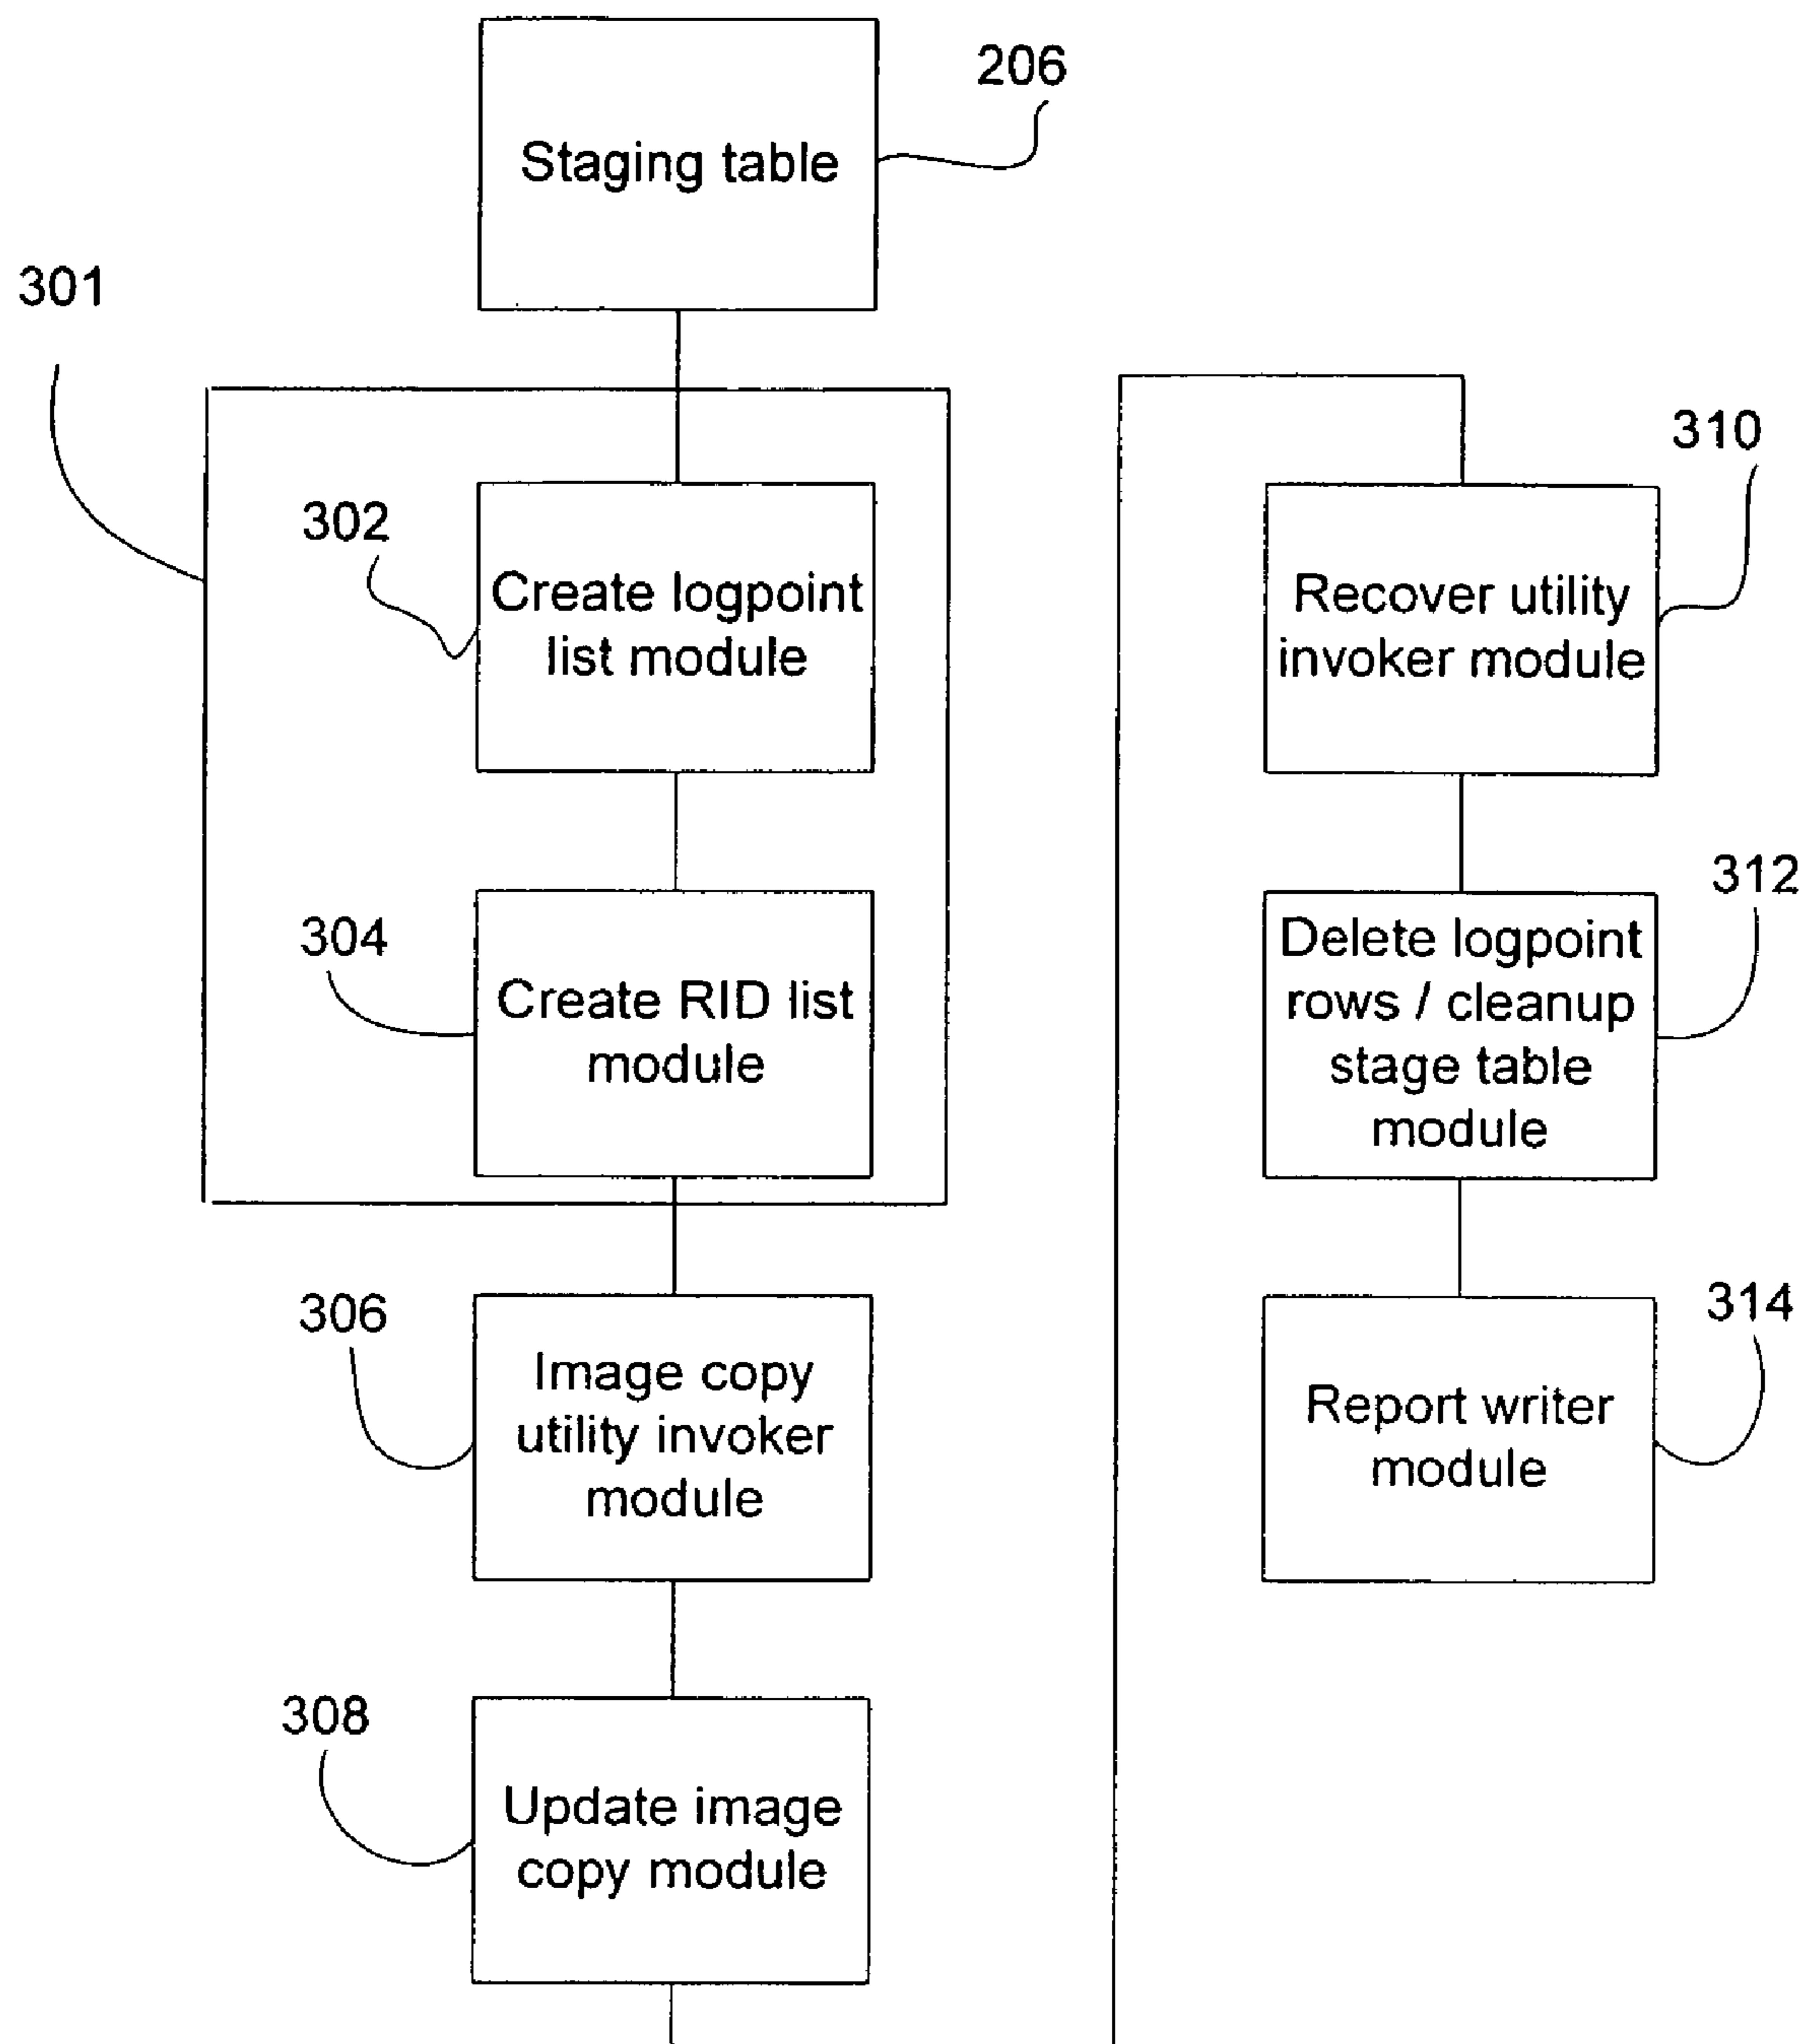 206
Staging table
301
302
Create logpoint
list module
304
Create RID list
module
306
Image copy
utility invoker
module
308
Update image
copy module
310
Recover utility
invoker module
312
Delete logpoint
rows / cleanup
stage table
module
314
Report writer
module